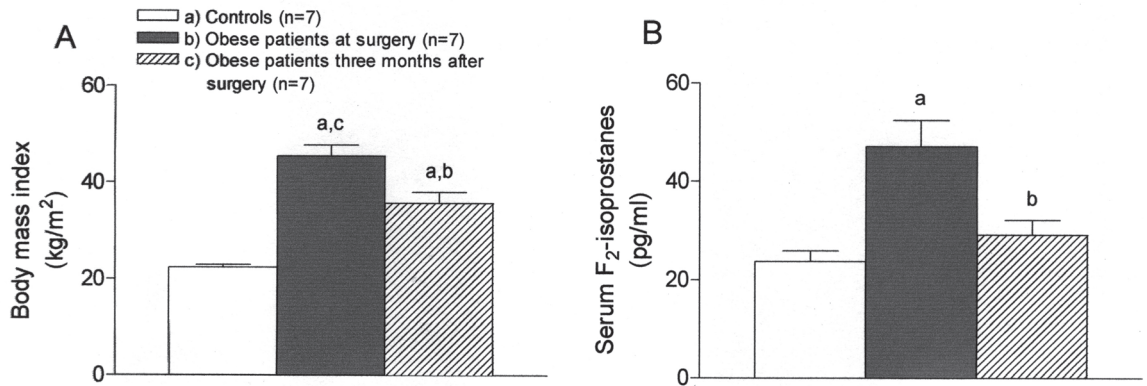 A
a) Controls (n=7)
b) Obese patients at surgery (n=7)
c) Obese patients three months after
surgery (n=7)
Body mass index
(kg/m²)
60
40
20
0
a,c
a,b
B
Serum F₂-isoprostanes
(pg/ml)
60
40
20
0
a
b